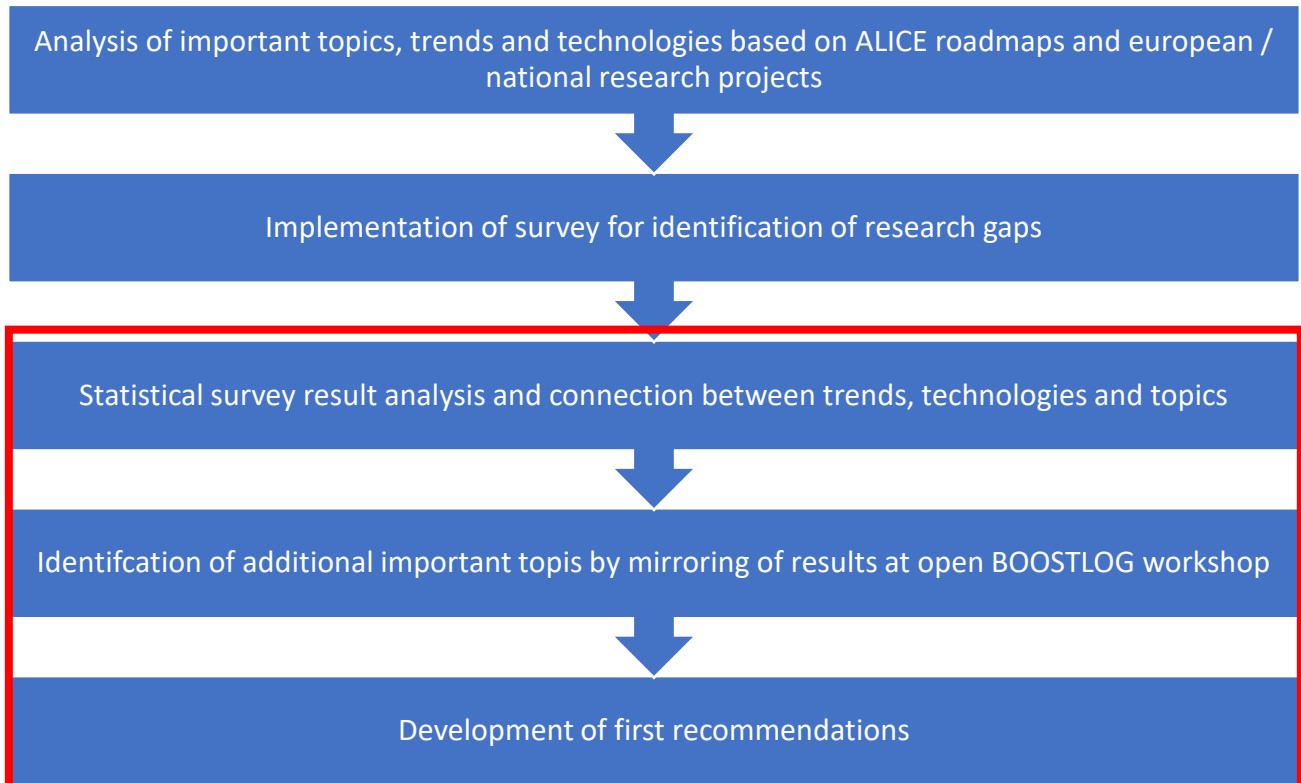 Analysis of important topics, trends and technologies based on ALICE roadmaps and european /
national research projects
Implementation of survey for identification of research gaps
Statistical survey result analysis and connection between trends, technologies and topics
Identifcation of additional important topis by mirroring of results at open BOOSTLOG workshop
Development of first recommendations